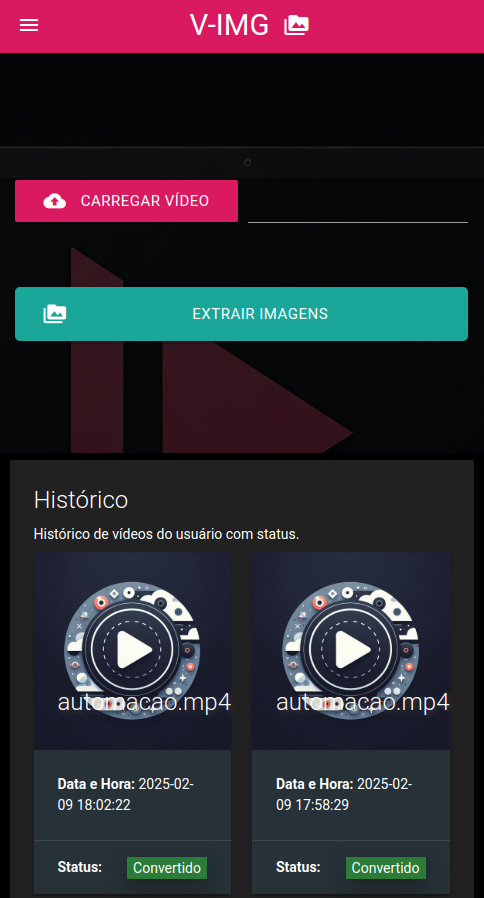 V-IMG
CARREGAR VÍDEO
EXTRAIR IMAGENS
Histórico
Histórico de vídeos do usuário com status.
automacao.mp4
automacao.mp4
Data e Hora: 2025-02-
09 18:02:22
Data e Hora: 2025-02-
09 17:58:29
Status: Convertido
Status: Convertido